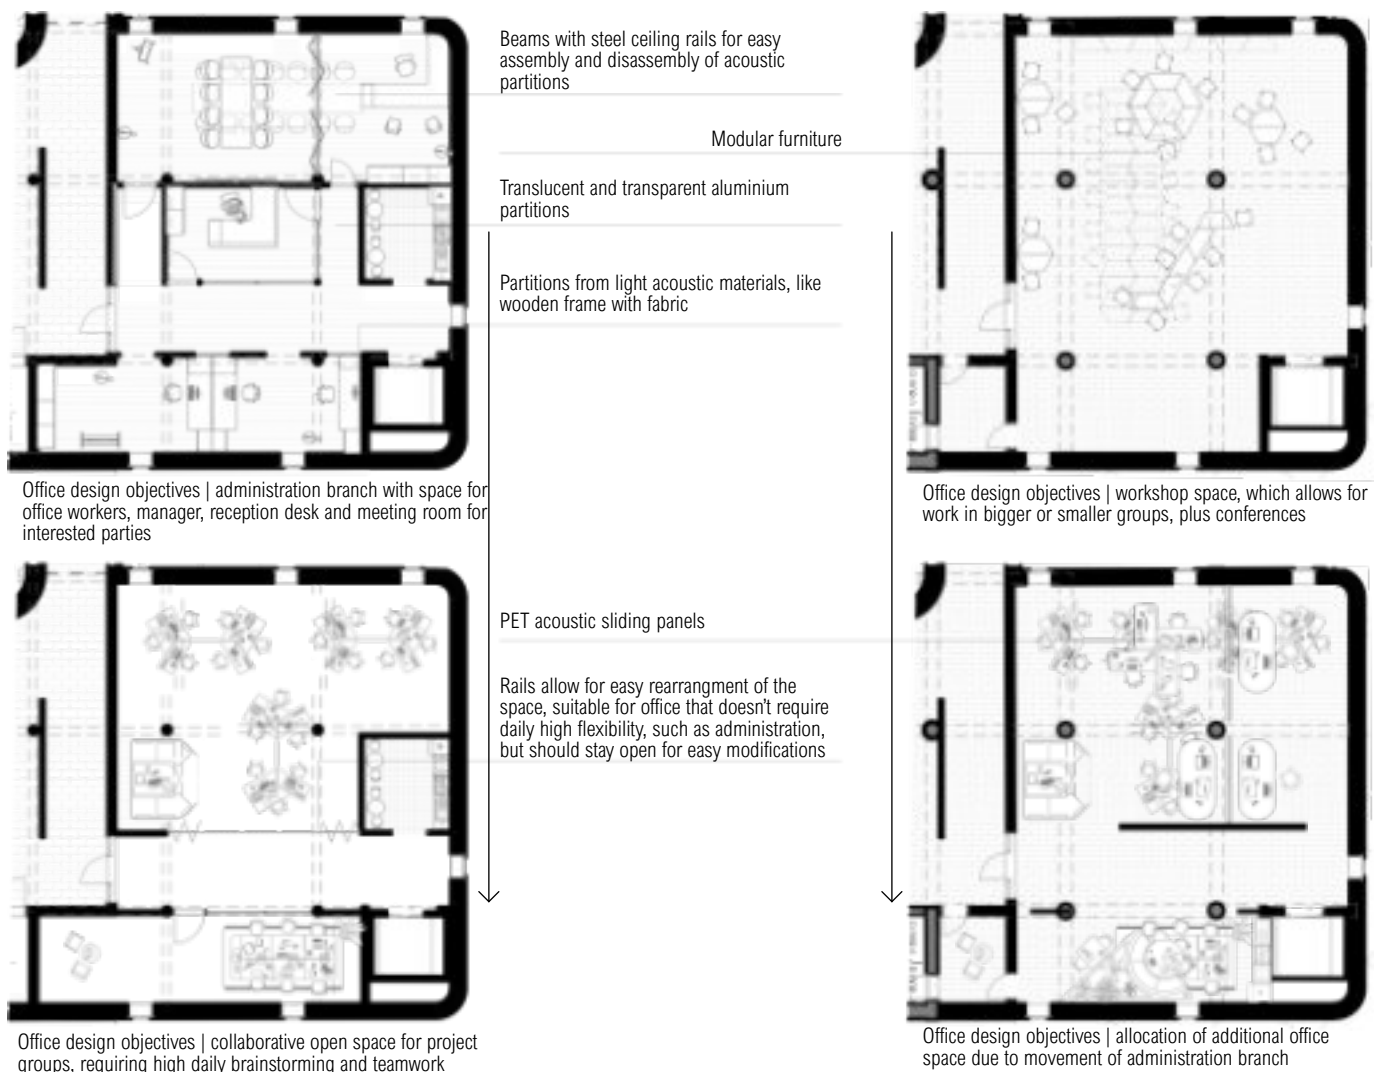 Beams with steel ceiling rails for easy
assembly and disassembly of acoustic
partitions
Modular furniture
Translucent and transparent aluminium
partitions
Partitions from light acoustic materials, like
wooden frame with fabric
Office design objectives | administration branch with space for
office workers, manager, reception desk and meeting room for
interested parties
Office design objectives | workshop space, which allows for
work in bigger or smaller groups, plus conferences
PET acoustic sliding panels
Rails allow for easy rearrangment of the
space, suitable for office that doesn't require
daily high flexibility, such as administration,
but should stay open for easy modifications
Office design objectives | collaborative open space for project
groups, requiring high daily brainstorming and teamwork
Office design objectives | allocation of additional office
space due to movement of administration branch